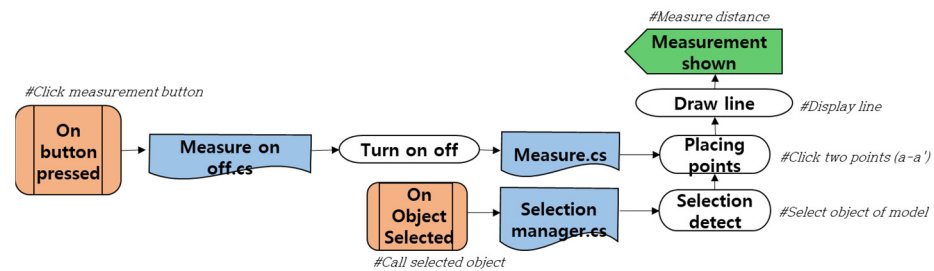 #Measure distance
Measurement
shown
#Click measurement button
Draw line
#Display line
On
button
pressed
Measure on
off.cs
Turn on off
Measure.cs
Placing
points
#Click two points (a-a')
On
Object
Selected
Selection
manager.cs
Selection
detect
#Select object of model
#Call selected object